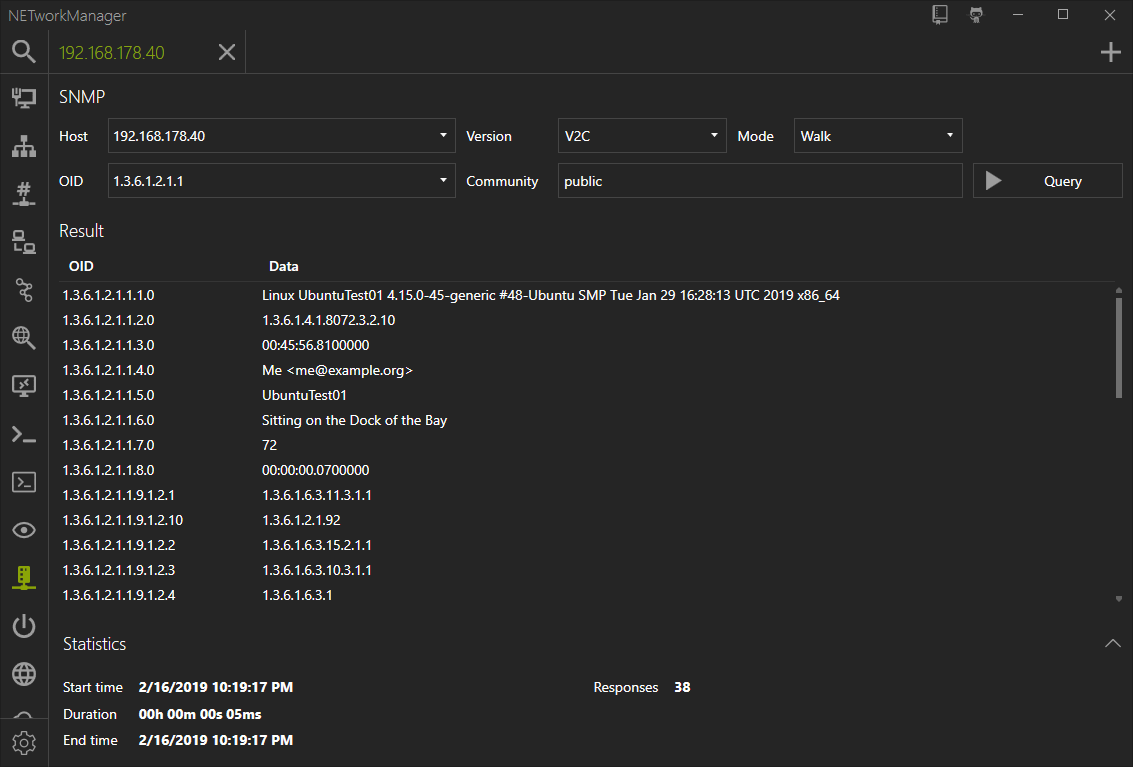 NETworkManager
192.168.178.40
SNMP
Host 192.168.178.40 Version V2C Mode Walk
OID 1.3.6.1.2.1.1 Community public Query
Result
OID Data
1.3.6.1.2.1.1.1.0 Linux UbuntuTest01 4.15.0-45-generic #48-Ubuntu SMP Tue Jan 29 16:28:13 UTC 2019 x86_64
1.3.6.1.2.1.1.2.0 1.3.6.1.4.1.8072.3.2.10
1.3.6.1.2.1.1.3.0 00:45:56.8100000
1.3.6.1.2.1.1.4.0 Me <me@example.org>
1.3.6.1.2.1.1.5.0 UbuntuTest01
1.3.6.1.2.1.1.6.0 Sitting on the Dock of the Bay
1.3.6.1.2.1.1.7.0 72
1.3.6.1.2.1.1.8.0 00:00:00.0700000
1.3.6.1.2.1.1.9.1.2.1 1.3.6.1.6.3.11.3.1.1
1.3.6.1.2.1.1.9.1.2.10 1.3.6.1.2.1.92
1.3.6.1.2.1.1.9.1.2.2 1.3.6.1.6.3.15.2.1.1
1.3.6.1.2.1.1.9.1.2.3 1.3.6.1.6.3.10.3.1.1
1.3.6.1.2.1.1.9.1.2.4 1.3.6.1.6.3.1
Statistics
Start time 2/16/2019 10:19:17 PM Responses 38
Duration 00h 00m 00s 05ms
End time 2/16/2019 10:19:17 PM